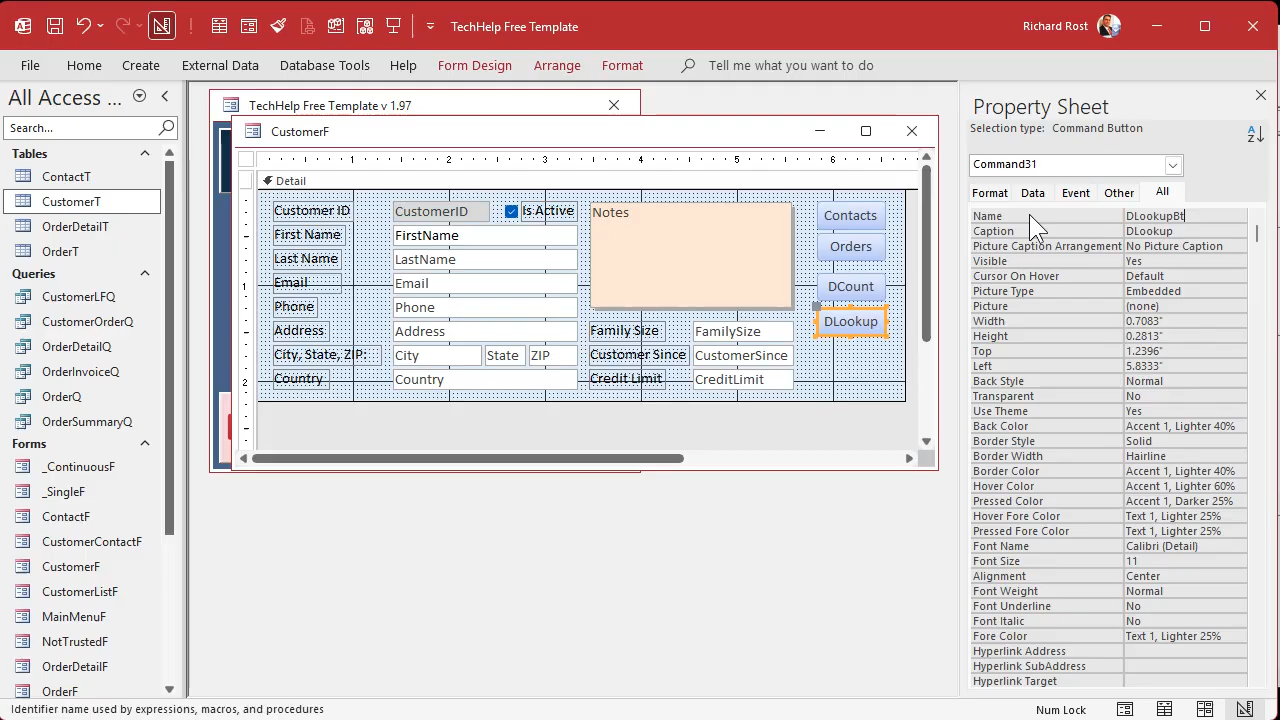 TechHelp Free Template
Richard Rost
File
Home
Create
External Data
Database Tools
Help
Form Design
Arrange
Format
Tell me what you want to do
All Access ...
Search...
Tables
ContactT
CustomerT
OrderDetailT
OrderT
Queries
CustomerLFQ
CustomerOrderQ
OrderDetailQ
OrderInvoiceQ
OrderQ
OrderSummaryQ
Forms
_ContinuousF
_SingleF
ContactF
CustomerContactF
CustomerF
CustomerListF
MainMenuF
NotTrustedF
OrderDetailF
OrderF
TechHelp Free Template v 1.97
CustomerF
1 2 3 4 5 6
Detail
Customer ID CustomerID Is Active
First Name FirstName
Last Name LastName
Email Email
Phone Phone
Address Address
City, State, ZIP: City State ZIP
Country Country
Notes
Family Size FamilySize
Customer Since CustomerSince
Credit Limit CreditLimit
Contacts
Orders
DCount
DLookup
1
2
Property Sheet
Selection type: Command Button
Command31
Format Data Event Other All
Name DLookupBt
Caption DLookup
Picture Caption Arrangement No Picture Caption
Visible Yes
Cursor On Hover Default
Picture Type Embedded
Picture (none)
Width 0.7083"
Height 0.2813"
Top 1.2396"
Left 5.8333"
Back Style Normal
Transparent No
Use Theme Yes
Back Color Accent 1, Lighter 40%
Border Style Solid
Border Width Hairline
Border Color Accent 1, Lighter 40%
Hover Color Accent 1, Lighter 60%
Pressed Color Accent 1, Darker 25%
Hover Fore Color Text 1, Lighter 25%
Pressed Fore Color Text 1, Lighter 25%
Font Name Calibri (Detail)
Font Size 11
Alignment Center
Font Weight Normal
Font Underline No
Font Italic No
Fore Color Text 1, Lighter 25%
Hyperlink Address
Hyperlink SubAddress
Hyperlink Target
Identifier name used by expressions, macros, and procedures
Num Lock